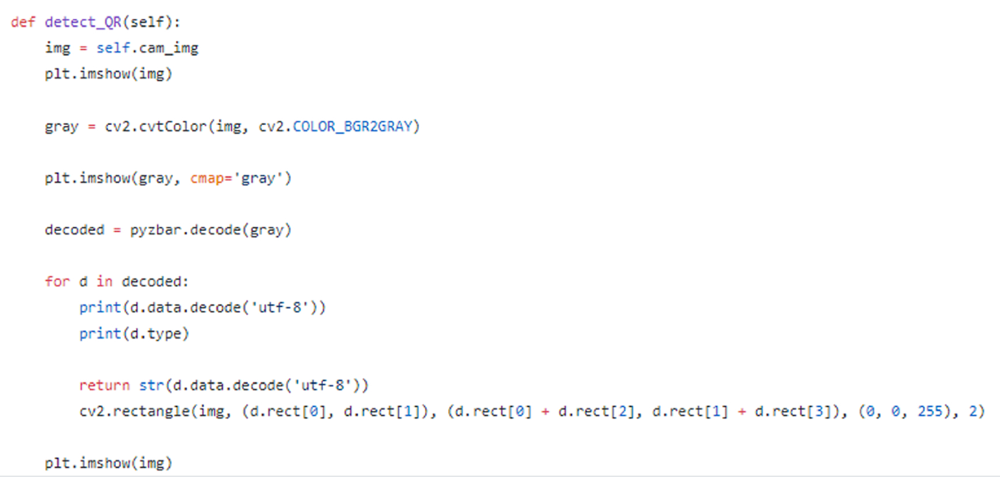 def detect_QR(self):
    img = self.cam_img
    plt.imshow(img)
    gray = cv2.cvtColor(img, cv2.COLOR_BGR2GRAY)
    plt.imshow(gray, cmap='gray')
    decoded = pyzbar.decode(gray)
    for d in decoded:
        print(d.data.decode('utf-8'))
        print(d.type)
        return str(d.data.decode('utf-8'))
        cv2.rectangle(img, (d.rect[0], d.rect[1]), (d.rect[0] + d.rect[2], d.rect[1] + d.rect[3]), (0, 0, 255), 2)
    plt.imshow(img)